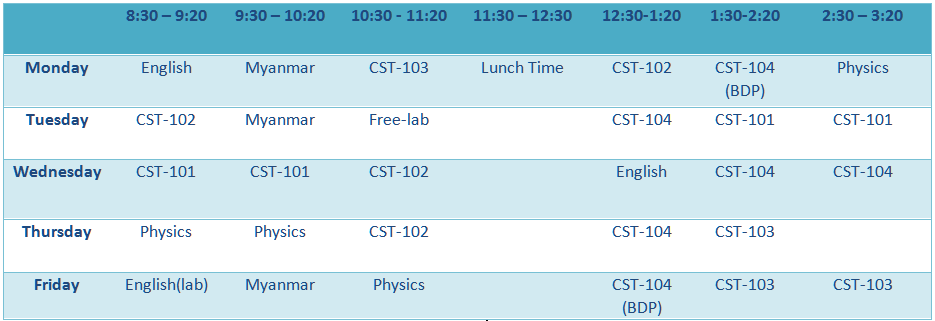 8:30 – 9:20 9:30 – 10:20 10:30 - 11:20 11:30 – 12:30 12:30-1:20 1:30-2:20 2:30 – 3:20
Monday English Myanmar CST-103 Lunch Time CST-102 CST-104 Physics
(BDP)
Tuesday CST-102 Myanmar Free-lab CST-104 CST-101 CST-101
Wednesday CST-101 CST-101 CST-102 English CST-104 CST-104
Thursday Physics Physics CST-102 CST-104 CST-103
Friday English(lab) Myanmar Physics CST-104 CST-103 CST-103
(BDP)